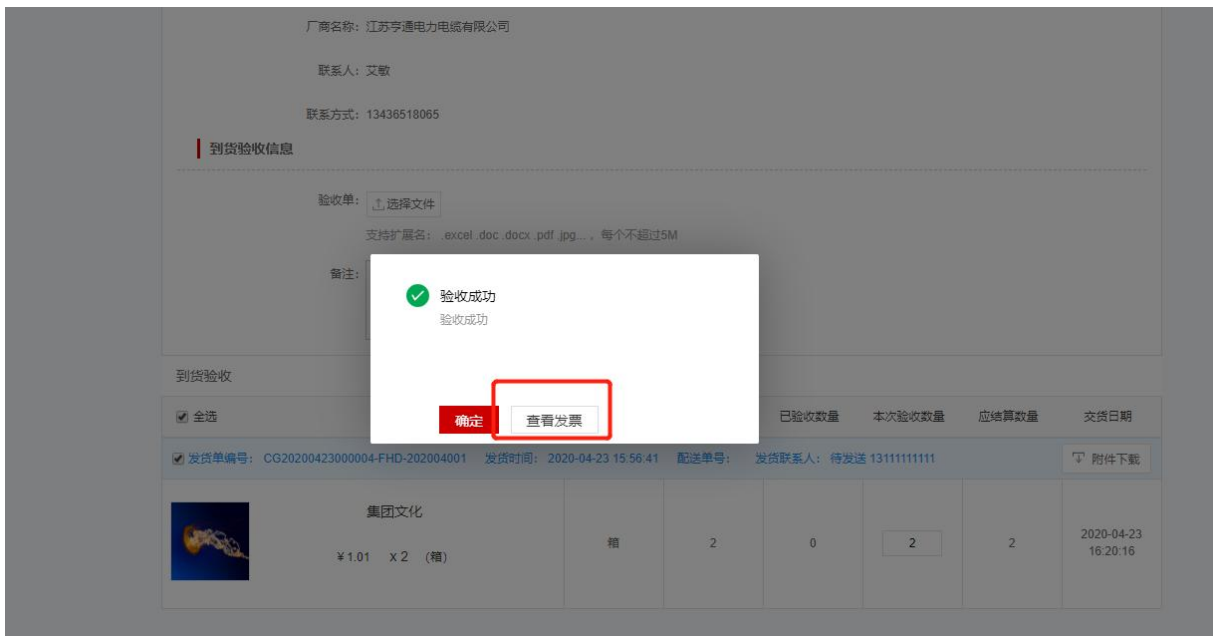 厂商名称：江苏亨通电力电缆有限公司
联系人：艾敏
联系方式：13436518065
到货验收信息
验收单： 选择文件
支持扩展名： .excel .doc .docx .pdf .jpg...，每个不超过5M
备注：
验收成功
验收成功
确定 查看发票
到货验收
全选 已验收数量 本次验收数量 应结算数量 交货日期
发货单编号： CG20200423000004-FHD-202004001 发货时间： 2020-04-23 15:56:41 配送单号： 发货联系人： 待发送 13111111111 附件下载
集团文化
¥1.01 x 2 (箱) 箱 2 0 2 2 2020-04-23
16:20:16